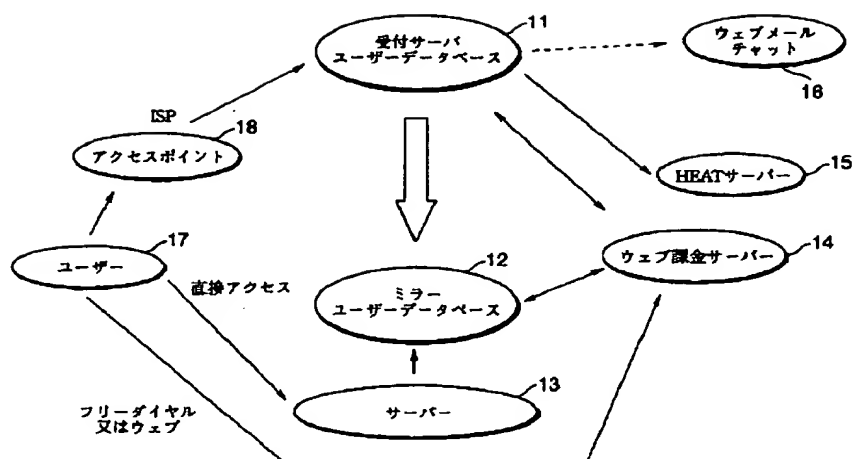 11
受付サーバ
ユーザーデータベース
ウェブメール
チャット
16
ISP
18
アクセスポイント
HEATサーバー
15
17
ユーザー
12
ウェブ課金サーバー
14
直接アクセス
ミラー
ユーザーデータベース
13
サーバー
フリーダイヤル
又はウェブ